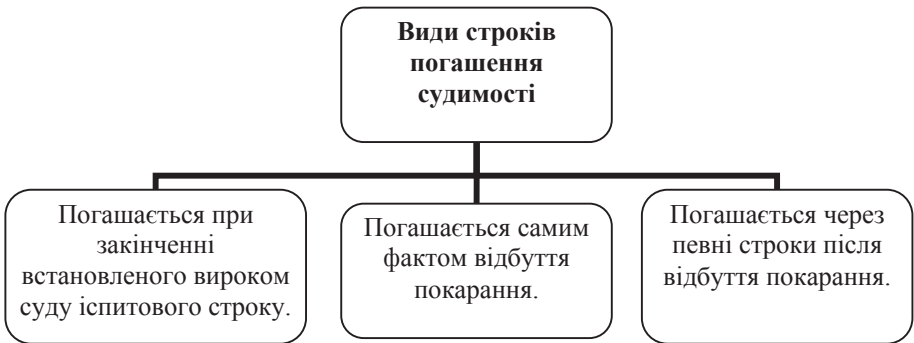 Види строків
погашення
судимості
Погашається при
закінченні
встановленого вироком
суду іспитового строку.
Погашається самим
фактом відбуття
покарання.
Погашається через
певні строки після
відбуття покарання.